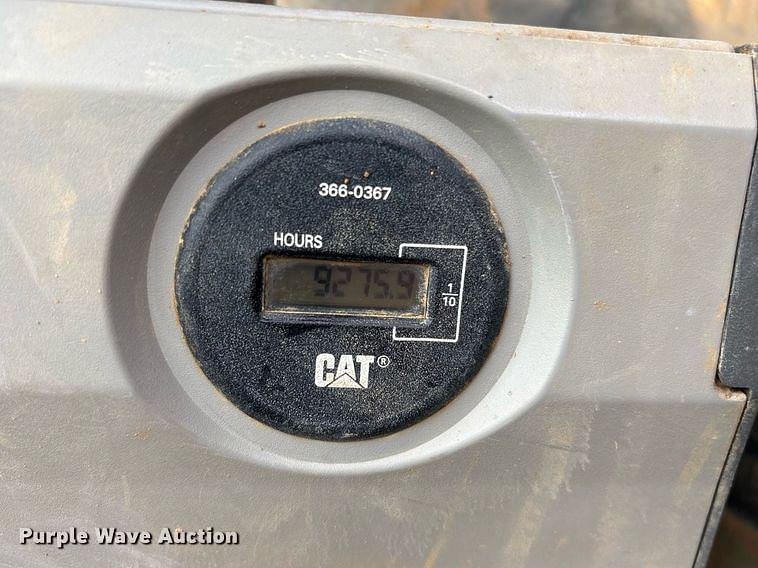 366-0367
HOURS
9275.9
1
10
CAT®
Purple Wave Auction